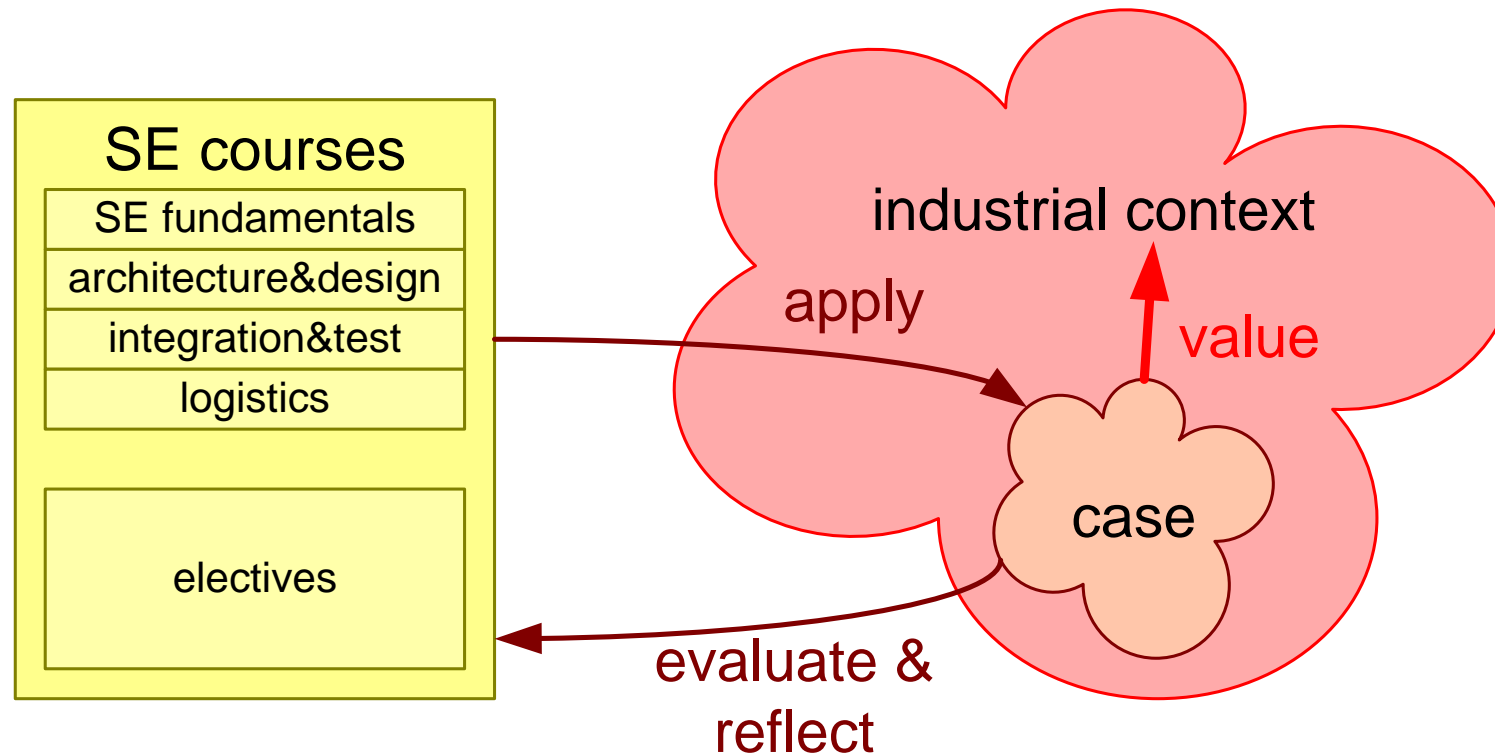 SE courses
SE fundamentals
architecture&design
integration&test
logistics
electives
industrial context
apply
value
case
evaluate &
reflect